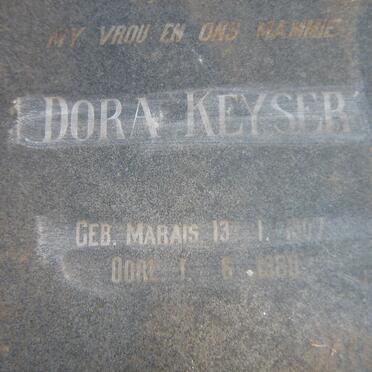 MY VROU EN ONS MAMMIE
DORA KEYSER
GEB. MARAIS 13 1.
OORL 1. 6.